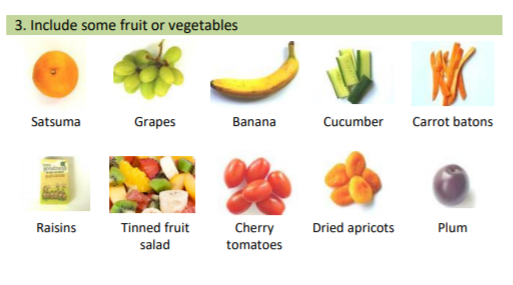 3. Include some fruit or vegetables
Satsuma
Grapes
Banana
Cucumber
Carrot batons
Raisins
Tinned fruit
salad
Cherry
tomatoes
Dried apricots
Plum